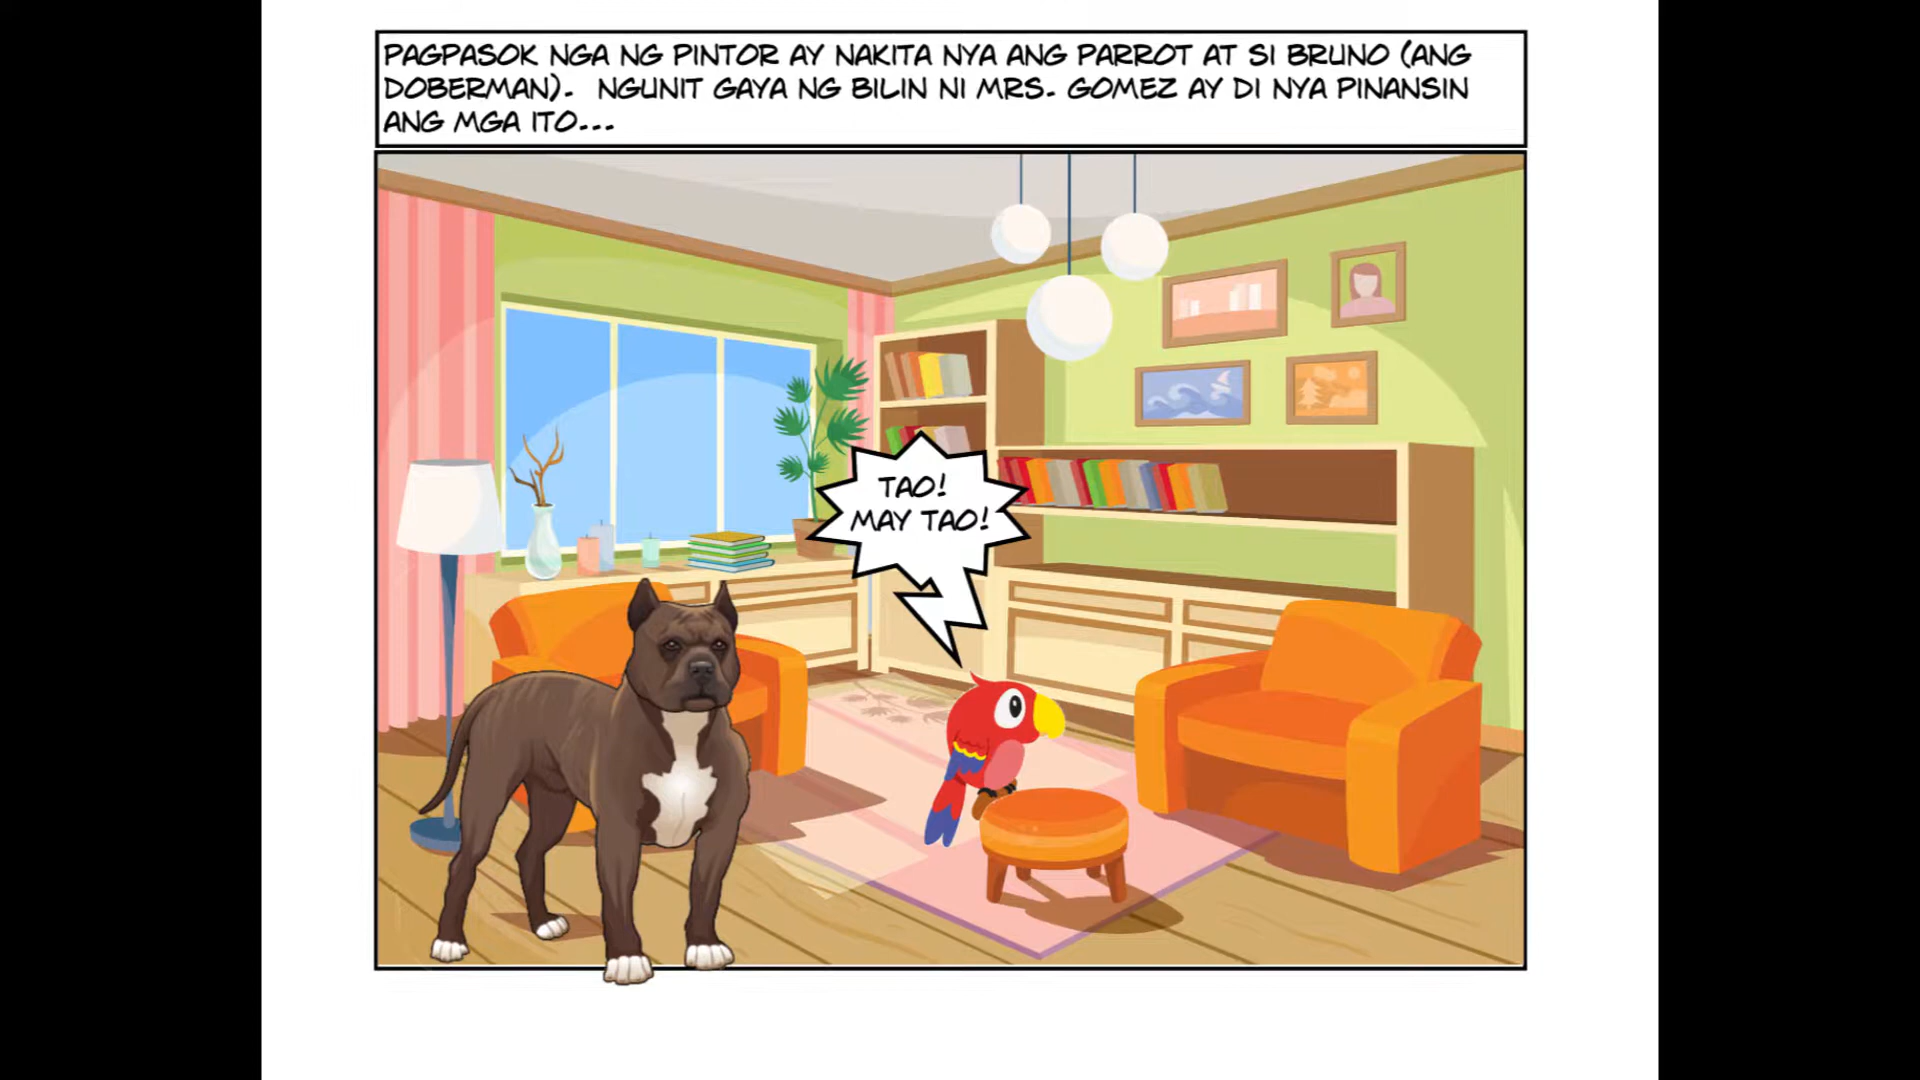 PAGPASOK NGA NG PINTOR AY NAKITA NYA ANG PARROT AT SI BRUNO (ANG
DOBERMAN). NGUNIT GAYA NG BILIN NI MRS. GOMEZ AY DI NYA PINANSIN
ANG MGA ITO...
TAO!
MAY TAO!